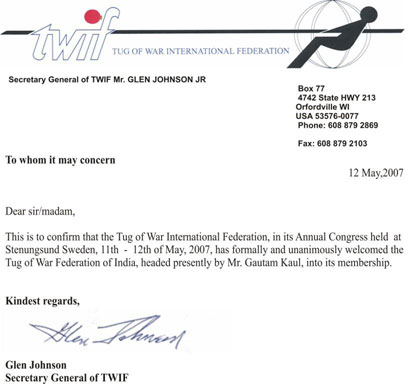 twif
TUG OF WAR INTERNATIONAL FEDERATION
Secretary General of TWIF Mr. GLEN JOHNSON JR
Box 77
4742 State HWY 213
Orfordville WI
USA 53576-0077
Phone: 608 879 2869
Fax: 608 879 2103
To whom it may concern
12 May,2007
Dear sir/madam,
This is to confirm that the Tug of War International Federation, in its Annual Congress held at
Stenungsund Sweden, 11th - 12th of May, 2007, has formally and unanimously welcomed the
Tug of War Federation of India, headed presently by Mr. Gautam Kaul, into its membership.
Kindest regards,
Glen Johnson
Glen Johnson
Secretary General of TWIF